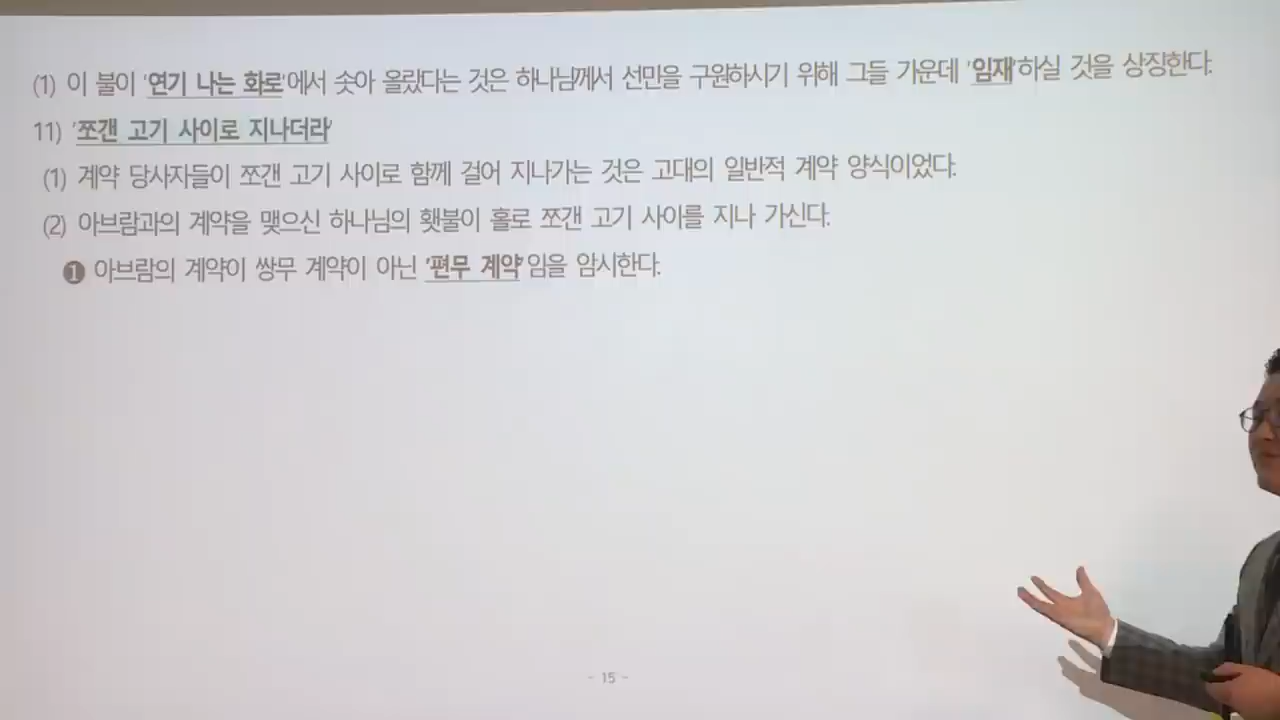 (1) 이 불이 '연기 나는 화로'에서 솟아 올랐다는 것은 하나님께서 선민을 구원하시기 위해 그들 가운데 '임재'하실 것을 상징한다.
11) '쪼갠 고기 사이로 지나더라'
(1) 계약 당사자들이 쪼갠 고기 사이로 함께 걸어 지나가는 것은 고대의 일반적 계약 양식이었다.
(2) 아브람과의 계약을 맺으신 하나님의 횃불이 홀로 쪼갠 고기 사이를 지나 가신다.
❶ 아브람의 계약이 쌍무 계약이 아닌 '편무 계약'임을 암시한다.
- 15 -